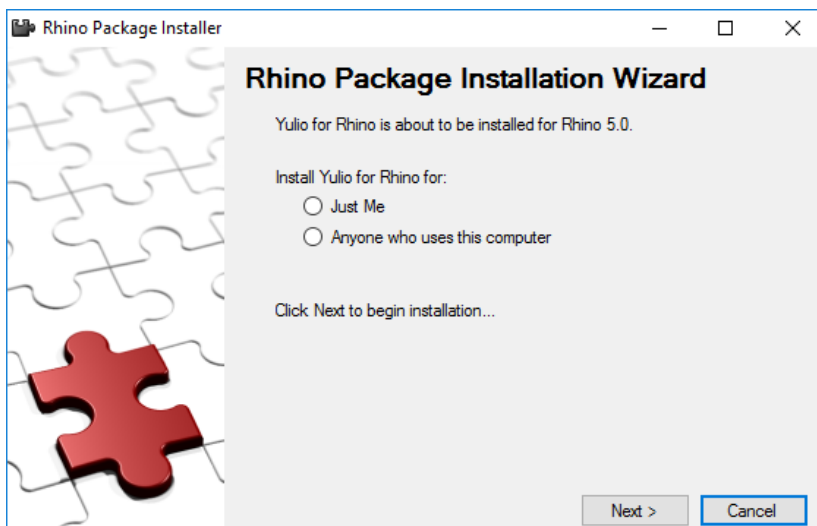 Rhino Package Installer
Rhino Package Installation Wizard
Yulio for Rhino is about to be installed for Rhino 5.0.
Install Yulio for Rhino for:
Just Me
Anyone who uses this computer
Click Next to begin installation...
Next >
Cancel